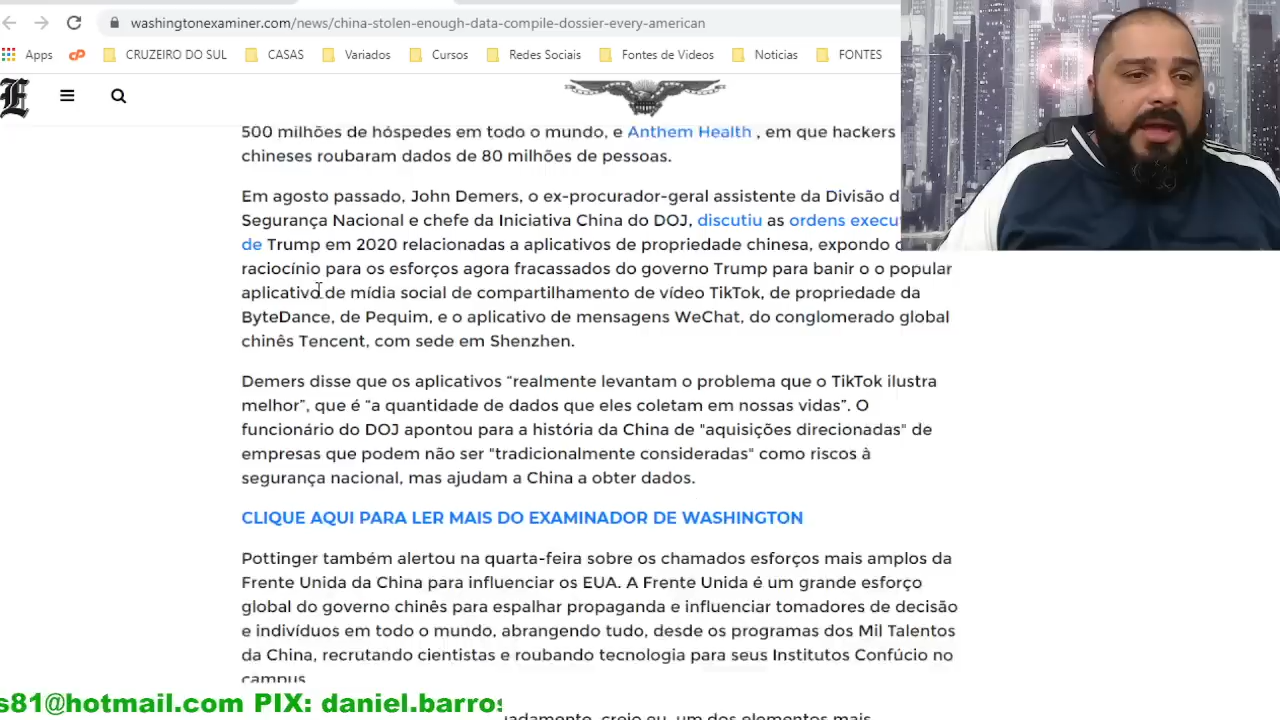 washingtonexaminer.com/news/china-stolen-enough-data-compile-dossier-every-american
Apps CRUZEIRO DO SUL CASAS Variados Cursos Redes Sociais Fontes de Videos Noticias FONTES
E
500 milhões de hóspedes em todo o mundo, e Anthem Health , em que hackers
chineses roubaram dados de 80 milhões de pessoas.
Em agosto passado, John Demers, o ex-procurador-geral assistente da Divisão d
Segurança Nacional e chefe da Iniciativa China do DOJ, discutiu as ordens execu
de Trump em 2020 relacionadas a aplicativos de propriedade chinesa, expondo o
raciocínio para os esforços agora fracassados do governo Trump para banir o o popular
aplicativo de mídia social de compartilhamento de vídeo TikTok, de propriedade da
ByteDance, de Pequim, e o aplicativo de mensagens WeChat, do conglomerado global
chinês Tencent, com sede em Shenzhen.
Demers disse que os aplicativos “realmente levantam o problema que o TikTok ilustra
melhor”, que é “a quantidade de dados que eles coletam em nossas vidas”. O
funcionário do DOJ apontou para a história da China de "aquisições direcionadas" de
empresas que podem não ser "tradicionalmente consideradas" como riscos à
segurança nacional, mas ajudam a China a obter dados.
CLIQUE AQUI PARA LER MAIS DO EXAMINADOR DE WASHINGTON
Pottinger também alertou na quarta-feira sobre os chamados esforços mais amplos da
Frente Unida da China para influenciar os EUA. A Frente Unida é um grande esforço
global do governo chinês para espalhar propaganda e influenciar tomadores de decisão
e indivíduos em todo o mundo, abrangendo tudo, desde os programas dos Mil Talentos
da China, recrutando cientistas e roubando tecnologia para seus Institutos Confúcio no
campus.
s81@hotmail.com PIX: daniel.barros
uadamente, creio eu, um dos elementos mais